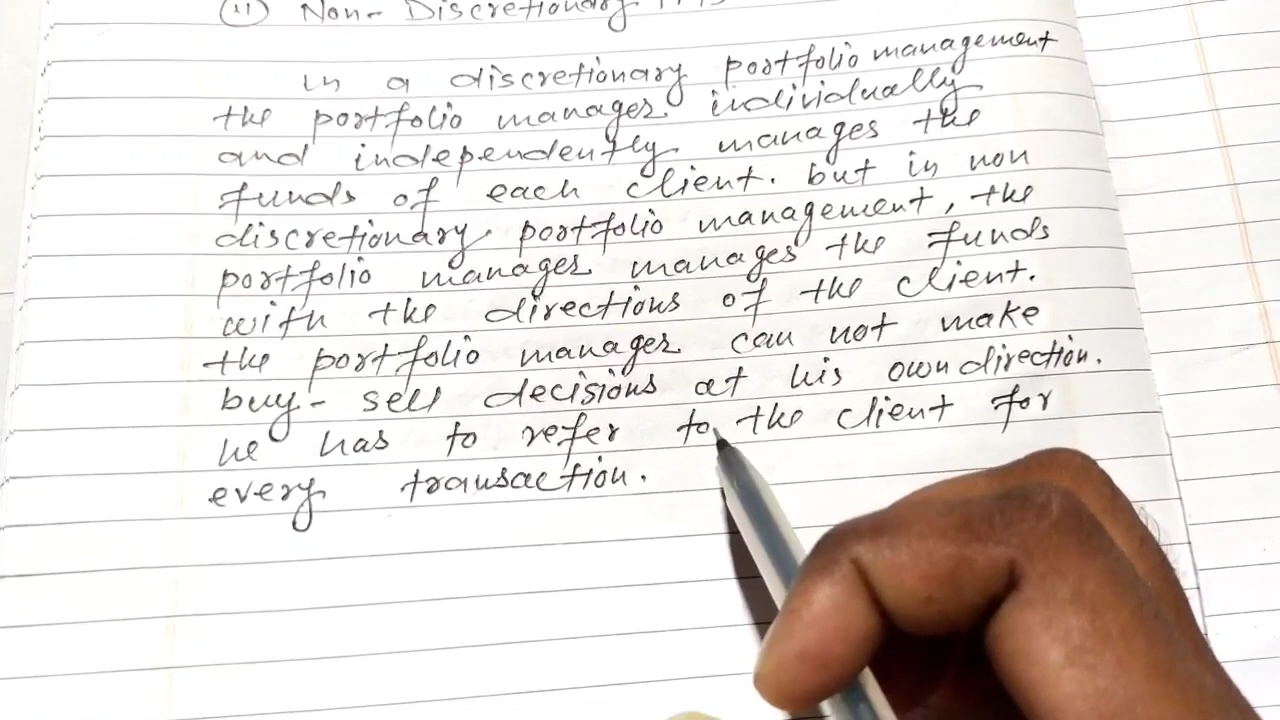 (ii) Non-Discretionary
in a discretionary portfolio management
the portfolio manager individually
and independently manages the
funds of each client. but in non
discretionary portfolio management, the
portfolio manager manages the funds
with the directions of the client.
the portfolio manager can not make
buy- sell decisions at his own direction.
he has to refer to the client for
every transaction.